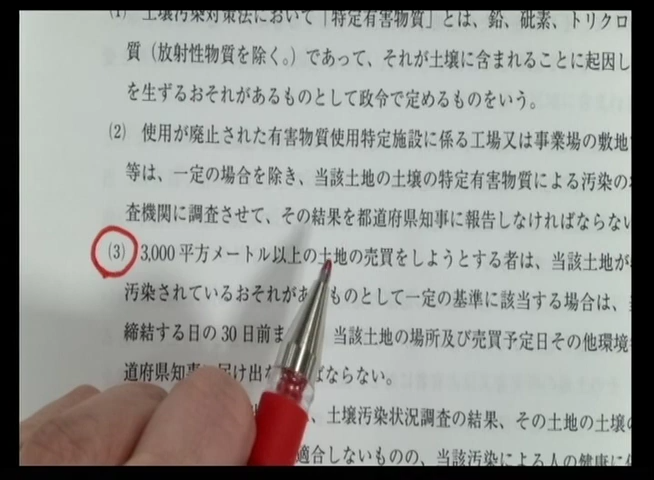 (1) 土壌汚染対策法において「特定有害物質」とは、鉛、砒素、トリクロ
質（放射性物質を除く。）であって、それが土壌に含まれることに起因し
を生ずるおそれがあるものとして政令で定めるものをいう。
(2) 使用が廃止された有害物質使用特定施設に係る工場又は事業場の敷地
等は、一定の場合を除き、当該土地の土壌の特定有害物質による汚染の
査機関に調査させて、その結果を都道府県知事に報告しなければならない
(3) 3,000 平方メートル以上の土地の売買をしようとする者は、当該土地が
汚染されているおそれがあ ものとして一定の基準に該当する場合は、
締結する日の 30 日前ま 当該土地の場所及び売買予定日その他環境
道府県知事 届け出な ばならない。
、土壌汚染状況調査の結果、その土地の土壌の
適合しないものの、当該汚染による人の健康に